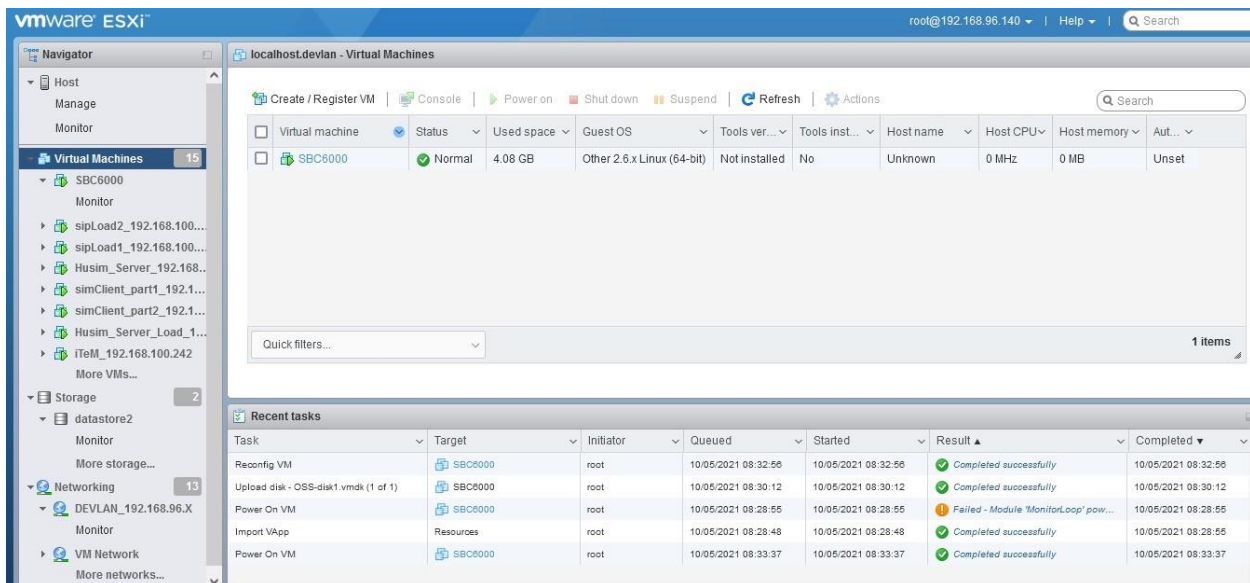 vmware ESXi™
root@192.168.96.140 | Help | Search
Navigator
Host
Manage
Monitor
Virtual Machines 15
SBC6000
Monitor
sipLoad2_192.168.100....
sipLoad1_192.168.100....
Husim_Server_192.168..
simClient_part1_192.1...
simClient_part2_192.1...
Husim_Server_Load_1...
iTeM_192.168.100.242
More VMs...
Storage 2
datastore2
Monitor
More storage...
Networking 13
DEVLAN_192.168.96.X
Monitor
VM Network
More networks...
localhost.devlan - Virtual Machines
Create / Register VM | Console | Power on Shut down Suspend | Refresh | Actions
Search
Virtual machine Status Used space Guest OS Tools ver... Tools inst... Host name Host CPU Host memory Aut...
SBC6000 Normal 4.08 GB Other 2.6.x Linux (64-bit) Not installed No Unknown 0 MHz 0 MB Unset
Quick filters...
1 items
Recent tasks
Task Target Initiator Queued Started Result ▲ Completed ▼
Reconfig VM SBC6000 root 10/05/2021 08:32:56 10/05/2021 08:32:56 Completed successfully 10/05/2021 08:32:56
Upload disk - OSS-disk1.vmdk (1 of 1) SBC6000 root 10/05/2021 08:30:12 10/05/2021 08:30:12 Completed successfully 10/05/2021 08:30:12
Power On VM SBC6000 root 10/05/2021 08:28:55 10/05/2021 08:28:55 Failed - Module 'MonitorLoop' pow... 10/05/2021 08:28:55
Import VApp Resources root 10/05/2021 08:28:48 10/05/2021 08:28:48 Completed successfully 10/05/2021 08:28:55
Power On VM SBC6000 root 10/05/2021 08:33:37 10/05/2021 08:33:37 Completed successfully 10/05/2021 08:33:37